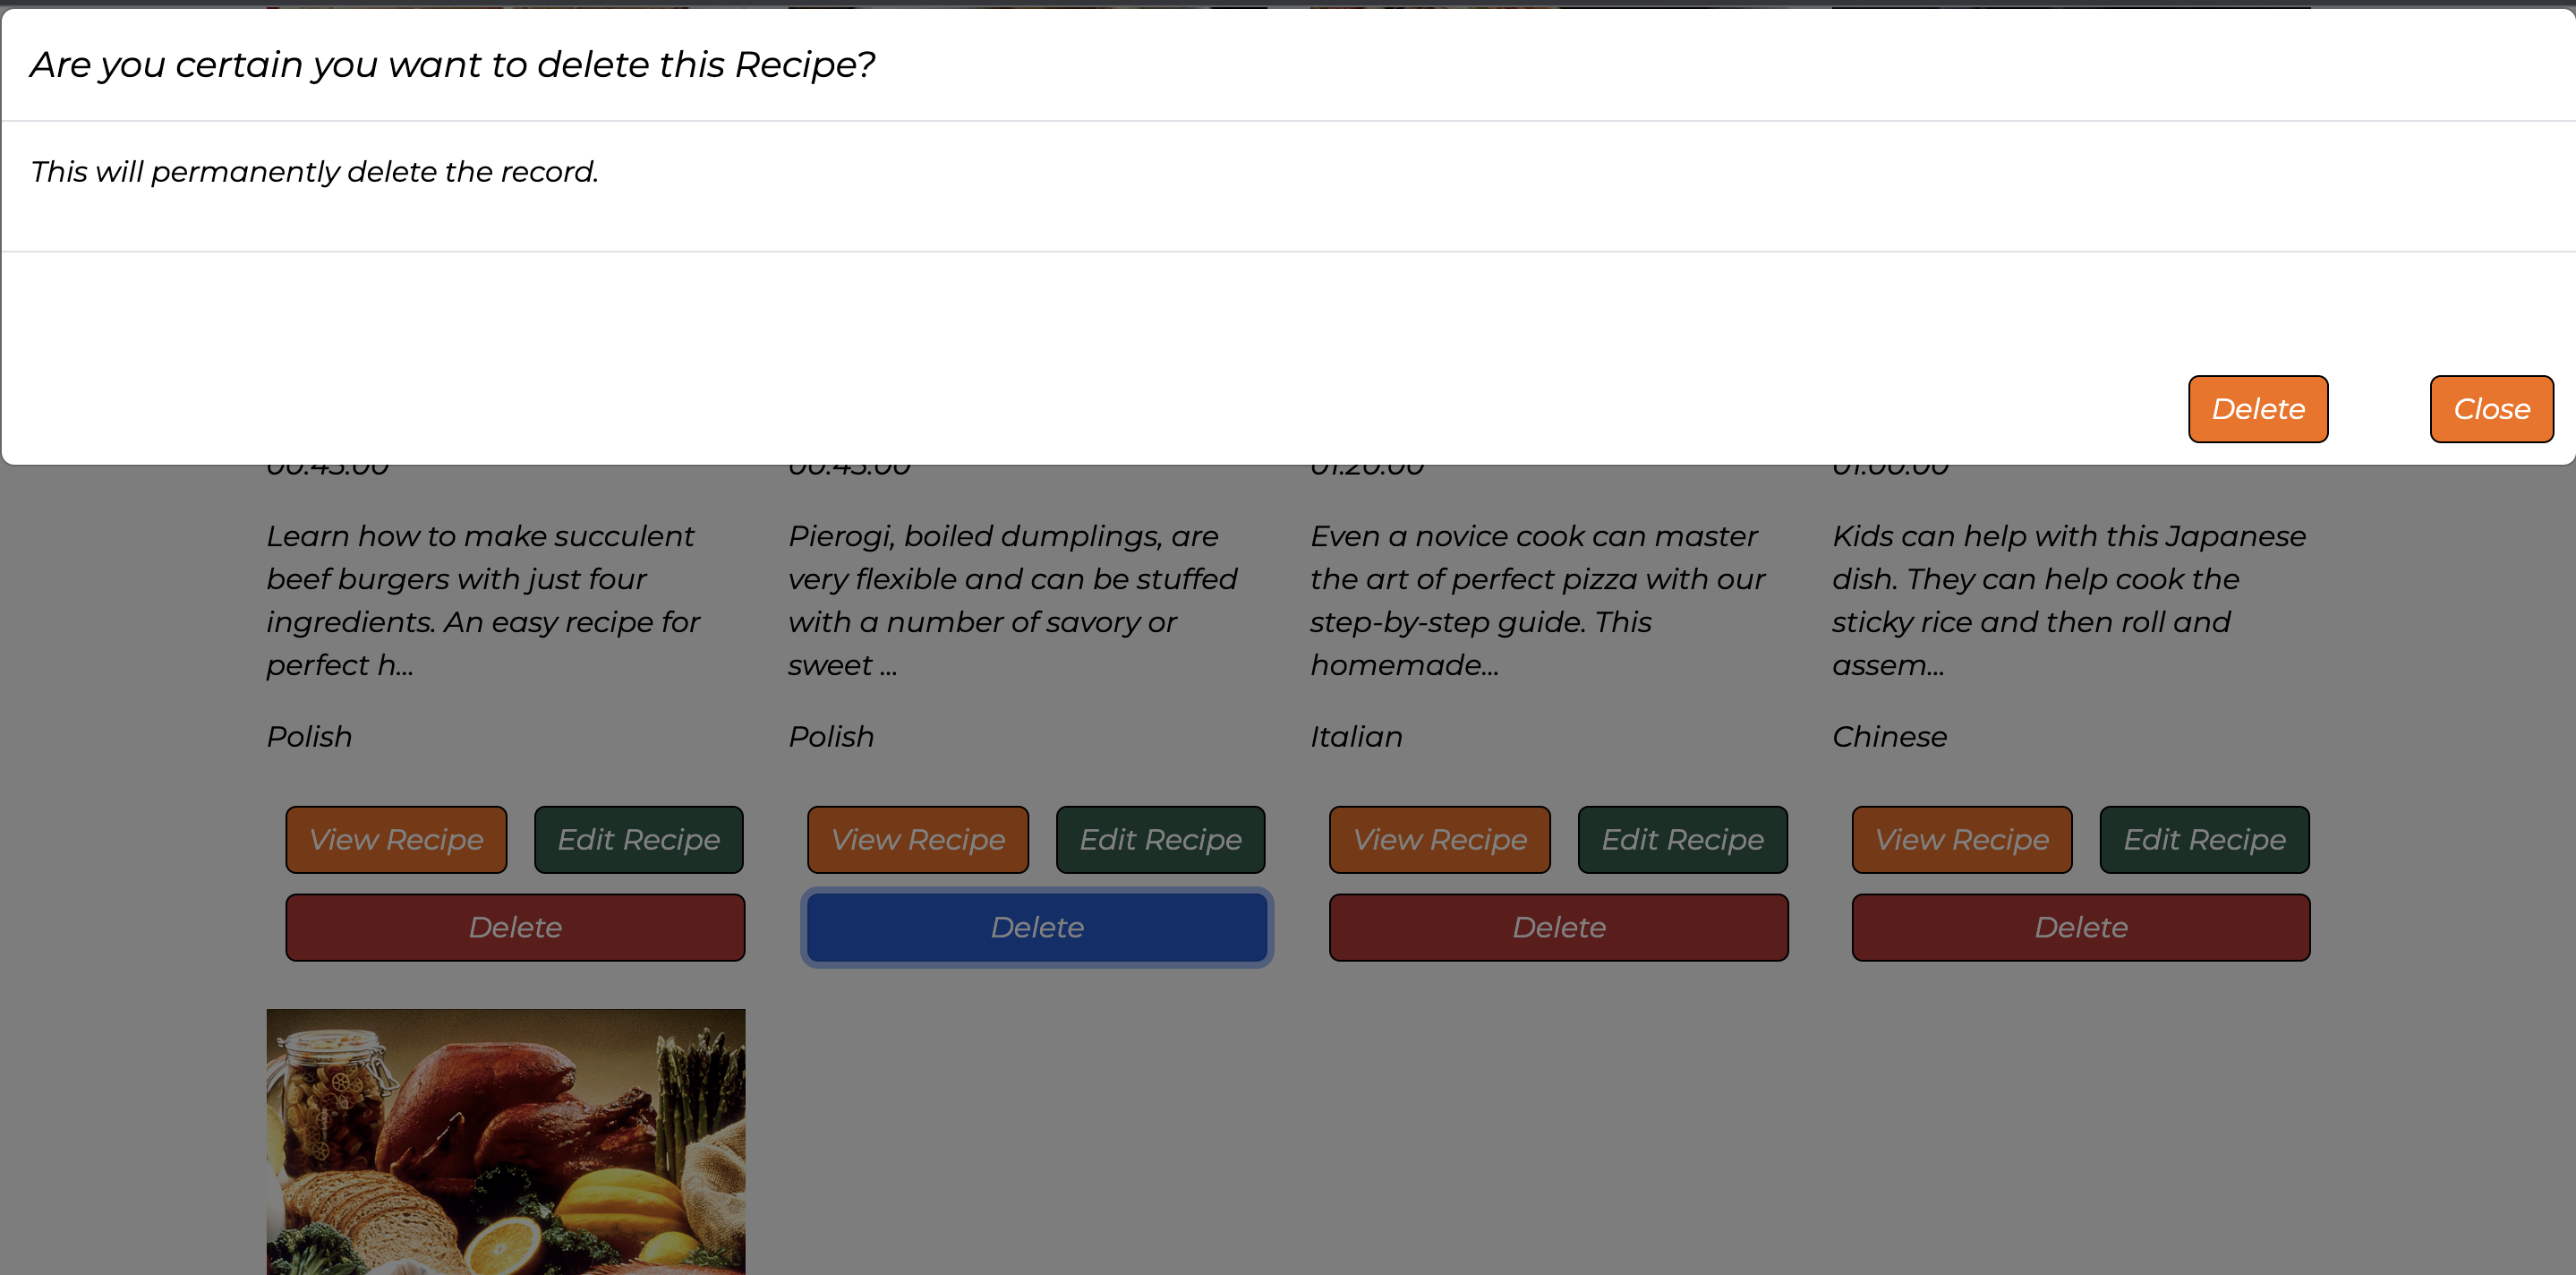 Are you certain you want to delete this Recipe?
This will permanently delete the record.
Delete
Close
Learn how to make succulent
beef burgers with just four
ingredients. An easy recipe for
perfect h...
Polish
View Recipe
Edit Recipe
Delete
Pierogi, boiled dumplings, are
very flexible and can be stuffed
with a number of savory or
sweet ...
Polish
View Recipe
Edit Recipe
Delete
Even a novice cook can master
the art of perfect pizza with our
step-by-step guide. This
homemade...
Italian
View Recipe
Edit Recipe
Delete
Kids can help with this Japanese
dish. They can help cook the
sticky rice and then roll and
assem...
Chinese
View Recipe
Edit Recipe
Delete